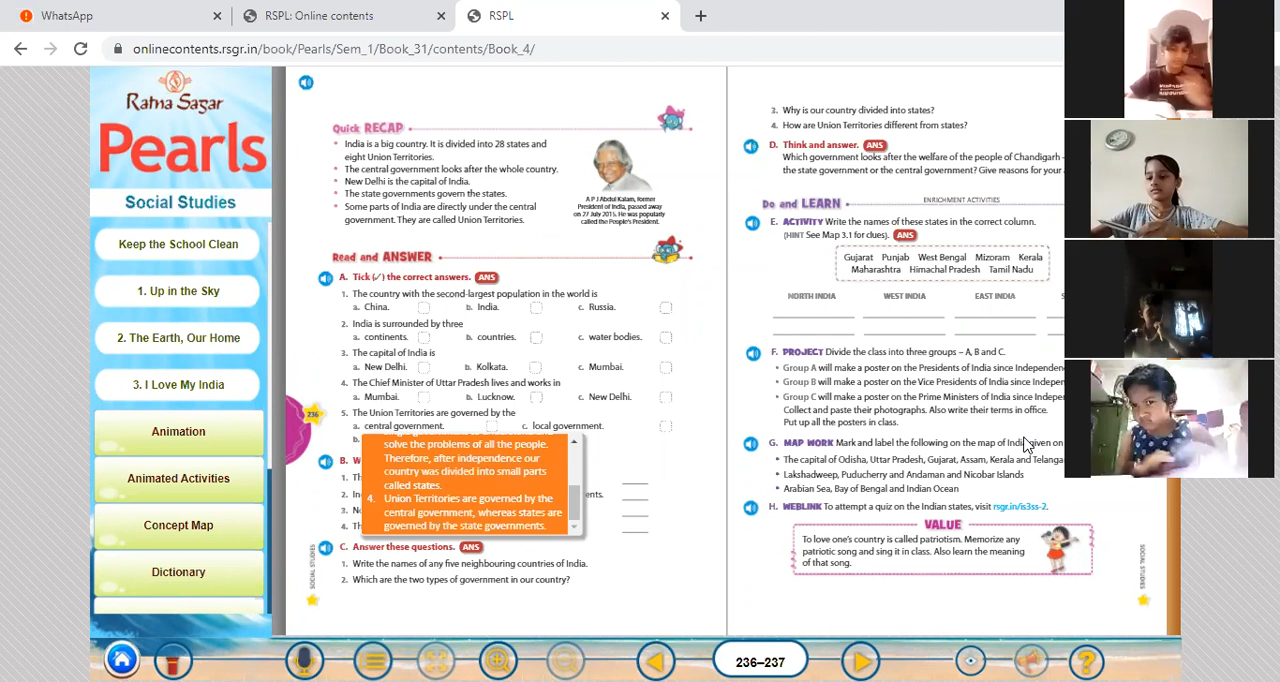 WhatsApp
RSPL: Online contents
RSPL
onlinecontents.rsgr.in/book/Pearls/Sem_1/Book_31/contents/Book_4/
Ratna Sagar
Pearls
Social Studies
Keep the School Clean
1. Up in the Sky
2. The Earth, Our Home
3. I Love My India
Animation
Animated Activities
Concept Map
Dictionary
Quick RECAP
India is a big country. It is divided into 28 states and
eight Union Territories.
The central government looks after the whole country.
New Delhi is the capital of India.
The state governments govern the states.
Some parts of India are directly under the central
government. They are called Union Territories.
A P J Abdul Kalam, former
President of India, passed away
on 27 July 2015. He was popularly
called the People's President.
Read and ANSWER
A. Tick (✓) the correct answers. ANS
1. The country with the second-largest population in the world is
a. China. b. India. c. Russia.
2. India is surrounded by three
a. continents. b. countries. c. water bodies.
3. The capital of India is
a. New Delhi. b. Kolkata. c. Mumbai.
4. The Chief Minister of Uttar Pradesh lives and works in
a. Mumbai. b. Lucknow. c. New Delhi.
5. The Union Territories are governed by the
a. central government. c. local government.
b.
solve the problems of all the people.
Therefore, after independence our
country was divided into small parts
called states.
4. Union Territories are governed by the
central government, whereas states are
governed by the state governments.
B. W
1. Th
2. In ents.
3. N
4. Th
C. Answer these questions. ANS
1. Write the names of any five neighbouring countries of India.
2. Which are the two types of government in our country?
236
SOCIAL STUDIES
3. Why is our country divided into states?
4. How are Union Territories different from states?
D. Think and answer. ANS
Which government looks after the welfare of the people of Chandigarh –
the state government or the central government? Give reasons for your
Do and LEARN
ENRICHMENT ACTIVITIES
E. ACTIVITY Write the names of these states in the correct column.
(HINT See Map 3.1 for clues). ANS
Gujarat Punjab West Bengal Mizoram Kerala
Maharashtra Himachal Pradesh Tamil Nadu
NORTH INDIA WEST INDIA EAST INDIA S
F. PROJECT Divide the class into three groups – A, B and C.
Group A will make a poster on the Presidents of India since Independen
Group B will make a poster on the Vice Presidents of India since Indepen
Group C will make a poster on the Prime Ministers of India since Indepen
Collect and paste their photographs. Also write their terms in office.
Put up all the posters in class.
G. MAP WORK Mark and label the following on the map of India given on
The capital of Odisha, Uttar Pradesh, Gujarat, Assam, Kerala and Telanga
Lakshadweep, Puducherry and Andaman and Nicobar Islands
Arabian Sea, Bay of Bengal and Indian Ocean
H. WEBLINK To attempt a quiz on the Indian states, visit rsgr.in/is3ss-2.
VALUE
To love one's country is called patriotism. Memorize any
patriotic song and sing it in class. Also learn the meaning
of that song.
SOCIAL STUDIES
236-237